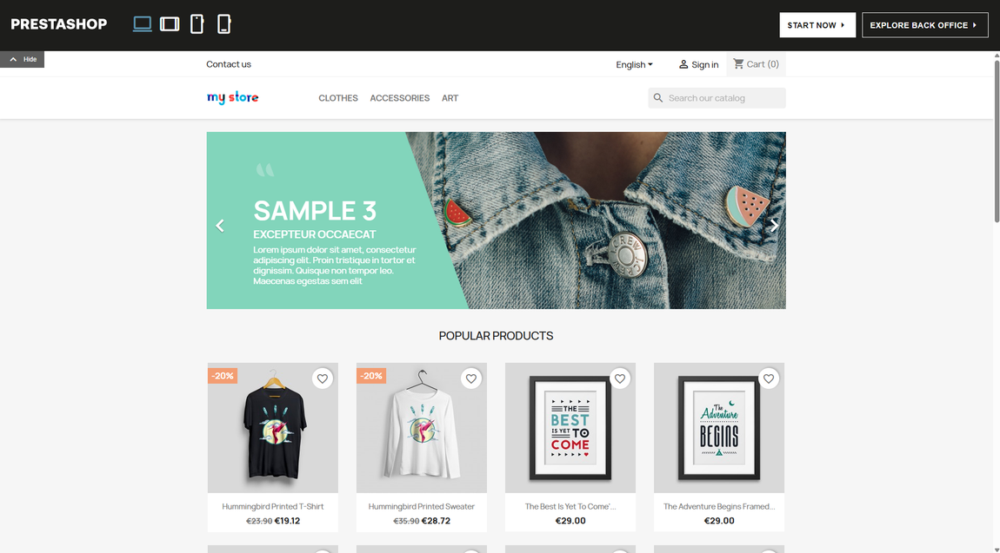 PRESTASHOP
START NOW
EXPLORE BACK OFFICE
Hide
Contact us
English
Sign in
Cart (0)
my store
CLOTHES
ACCESSORIES
ART
Search our catalog
SAMPLE 3
EXCEPTEUR OCCAECAT
Lorem ipsum dolor sit amet, consectetur
adipiscing elit. Proin tristique in tortor et
dignissim. Quisque non tempor leo.
Maecenas egestas sem elit
J.CREW J.CREW
POPULAR PRODUCTS
-20%
-20%
THE
BEST
IS YET TO
COME
The
Adventure
BEGINS
Hummingbird Printed T-Shirt
€23.90 €19.12
Hummingbird Printed Sweater
€35.90 €28.72
The Best Is Yet To Come'...
€29.00
The Adventure Begins Framed...
€29.00